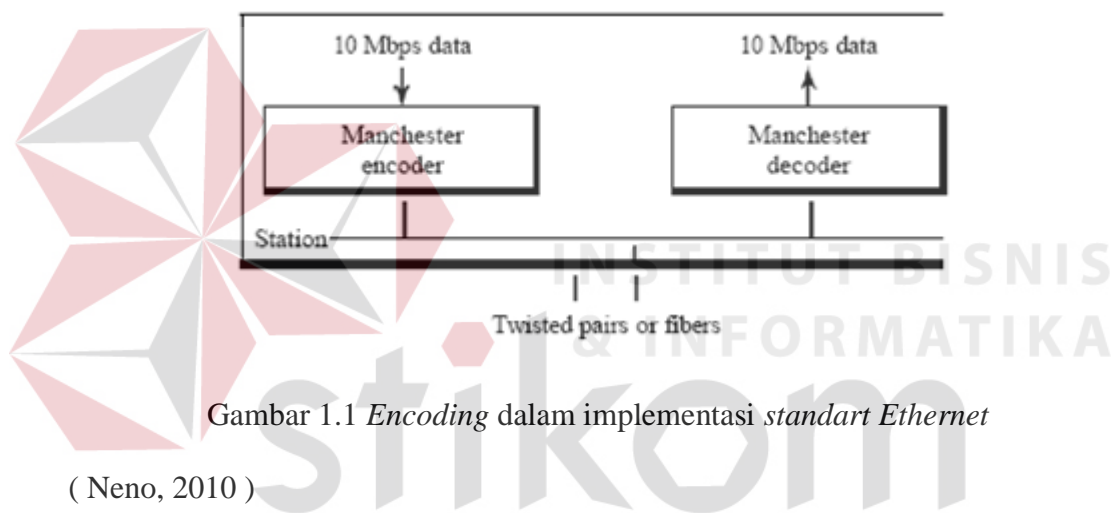 10 Mbps data 10 Mbps data
Manchester Manchester
encoder decoder
Station
INSTITUT BISNIS
Twisted pairs or fibers
& INFORMATIKA
stikom
Gambar 1.1 Encoding dalam implementasi standart Ethernet
( Neno, 2010 )